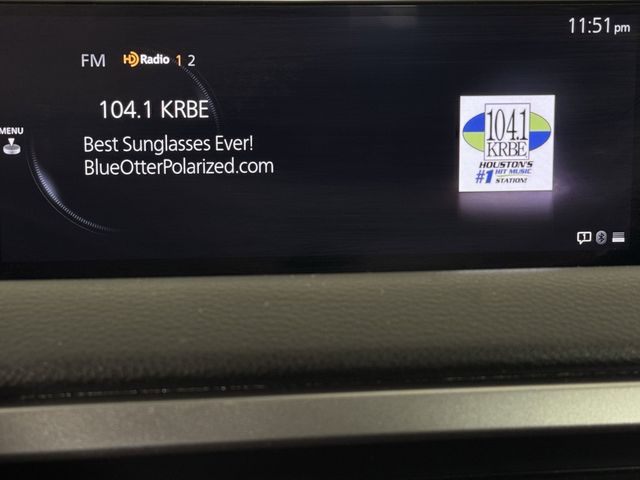 11:51 pm
FM HD Radio 1 2
104.1 KRBE
MENU
Best Sunglasses Ever!
BlueOtterPolarized.com
104.1
KRBE
HOUSTON'S
#1 HIT MUSIC
STATION!
1